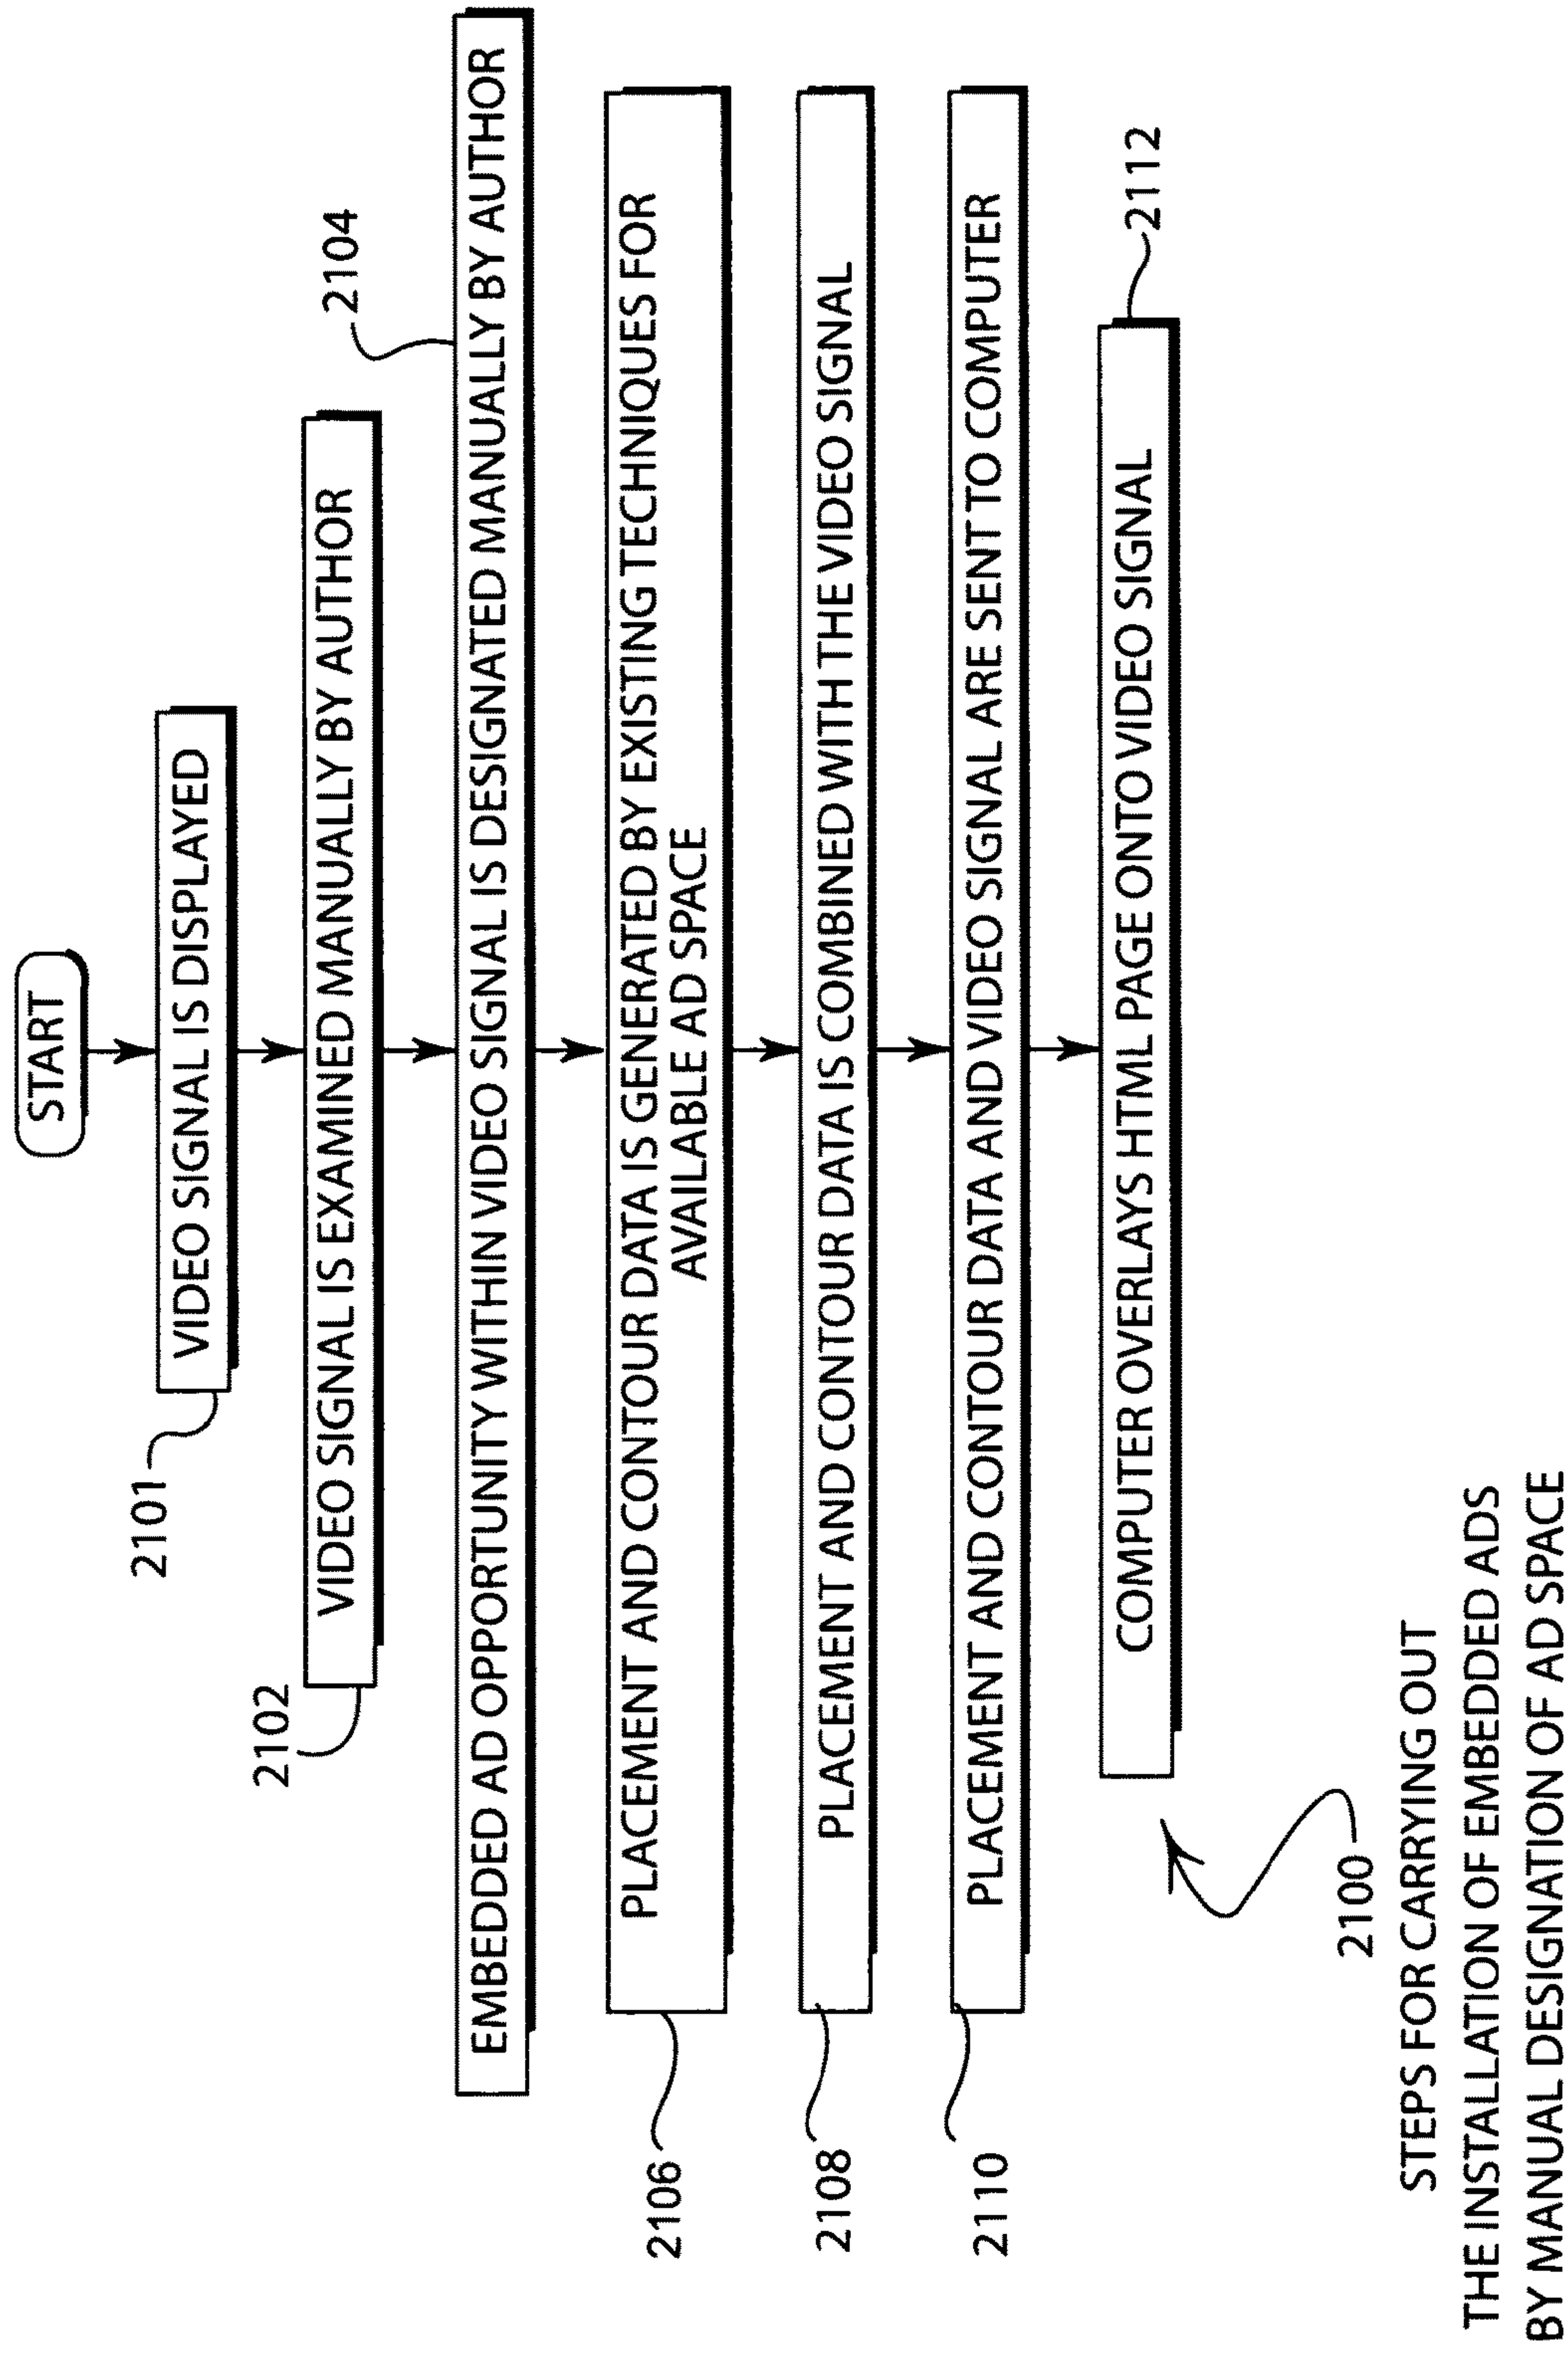 START
2101
VIDEO SIGNAL IS DISPLAYED
2102
VIDEO SIGNAL IS EXAMINED MANUALLY BY AUTHOR
2104
EMBEDDED AD OPPORTUNITY WITHIN VIDEO SIGNAL IS DESIGNATED MANUALLY BY AUTHOR
2106
PLACEMENT AND CONTOUR DATA IS GENERATED BY EXISTING TECHNIQUES FOR
AVAILABLE AD SPACE
2108
PLACEMENT AND CONTOUR DATA IS COMBINED WITH THE VIDEO SIGNAL
2110
PLACEMENT AND CONTOUR DATA AND VIDEO SIGNAL ARE SENT TO COMPUTER
2112
COMPUTER OVERLAYS HTML PAGE ONTO VIDEO SIGNAL
2100
STEPS FOR CARRYING OUT
THE INSTALLATION OF EMBEDDED ADS
BY MANUAL DESIGNATION OF AD SPACE